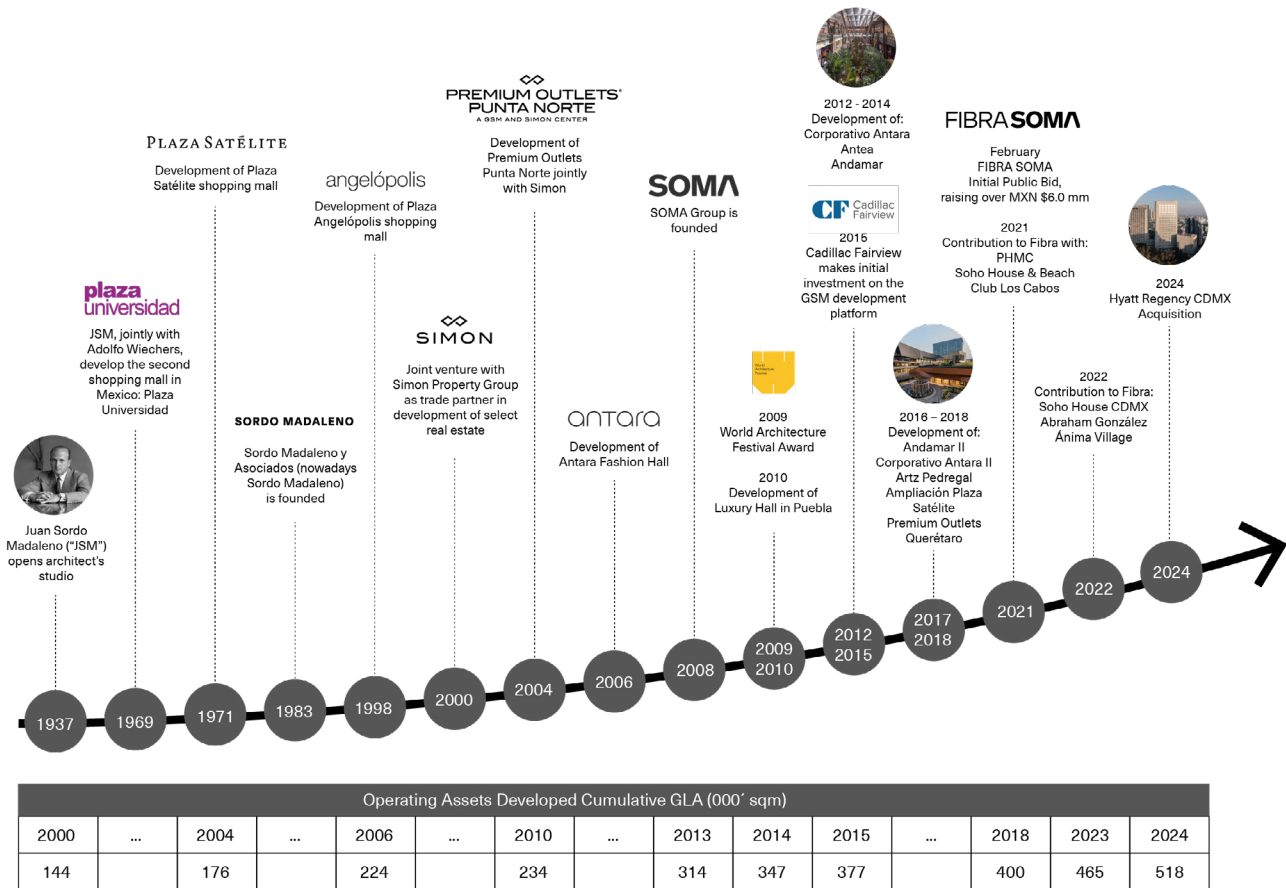 Juan Sordo
Madaleno (“JSM”)
opens architect’s
studio
plaza
universidad
JSM, jointly with
Adolfo Wiechers,
develop the second
shopping mall in
Mexico: Plaza
Universidad
PLAZA SATÉLITE
Development of Plaza
Satélite shopping mall
SORDO MADALENO
Sordo Madaleno y
Asociados (nowadays
Sordo Madaleno)
is founded
angelópolis
Development of Plaza
Angelópolis shopping
mall
SIMON
Joint venture with
Simon Property Group
as trade partner in
development of select
real estate
PREMIUM OUTLETS®
PUNTA NORTE
A GSM AND SIMON CENTER
Development of
Premium Outlets
Punta Norte jointly
with Simon
antara
Development of
Antara Fashion Hall
SOMA
SOMA Group is
founded
World
Architecture
Festival
2009
World Architecture
Festival Award
2010
Development of
Luxury Hall in Puebla
2012 - 2014
Development of:
Corporativo Antara
Antea
Andamar
CF Cadillac
Fairview
2015
Cadillac Fairview
makes initial
investment on the
GSM development
platform
2016 – 2018
Development of:
Andamar II
Corporativo Antara II
Artz Pedregal
Ampliación Plaza
Satélite
Premium Outlets
Querétaro
FIBRA SOMA
February
FIBRA SOMA
Initial Public Bid,
raising over MXN $6.0 mm
2021
Contribution to Fibra with:
PHMC
Soho House & Beach
Club Los Cabos
2022
Contribution to Fibra:
Soho House CDMX
Abraham González
Ánima Village
2024
Hyatt Regency CDMX
Acquisition
1937
1969
1971
1983
1998
2000
2004
2006
2008
2009
2010
2012
2015
2017
2018
2021
2022
2024
Operating Assets Developed Cumulative GLA (000´ sqm)
2000 ... 2004 ... 2006 ... 2010 ... 2013 2014 2015 ... 2018 2023 2024
144 176 224 234 314 347 377 400 465 518